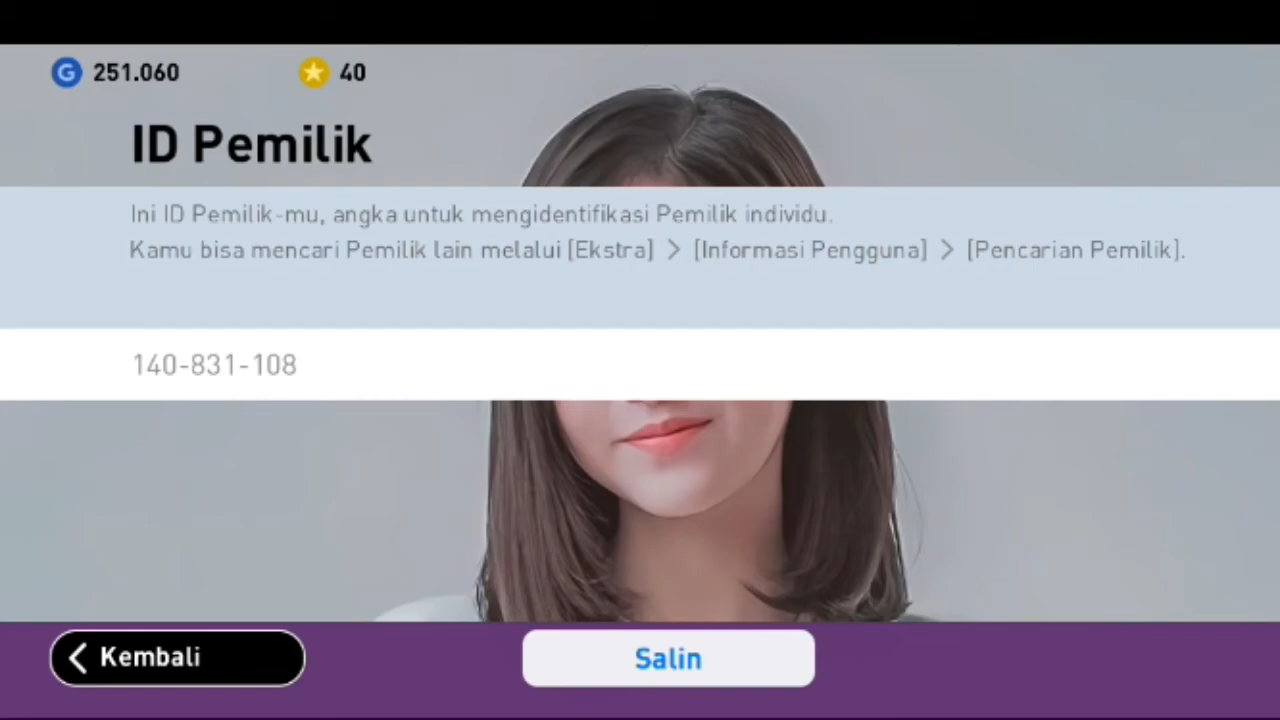 G 251.060 40
ID Pemilik
Ini ID Pemilik-mu, angka untuk mengidentifikasi Pemilik individu.
Kamu bisa mencari Pemilik lain melalui [Ekstra] > [Informasi Pengguna] > [Pencarian Pemilik].
140-831-108
Kembali
Salin